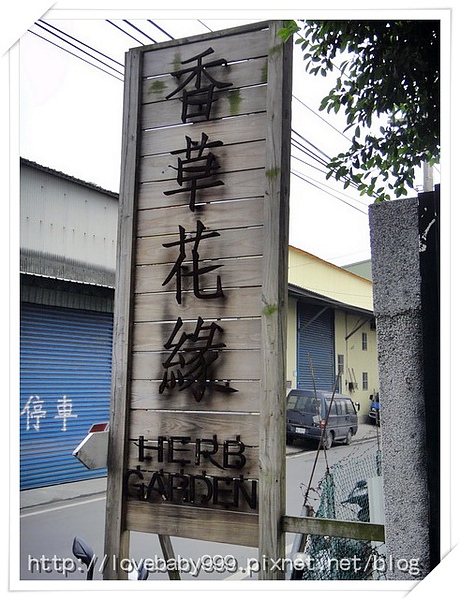 香草花緣
HERB
GARDEN
停車
http://lovebaby999.pixnet.net/blog